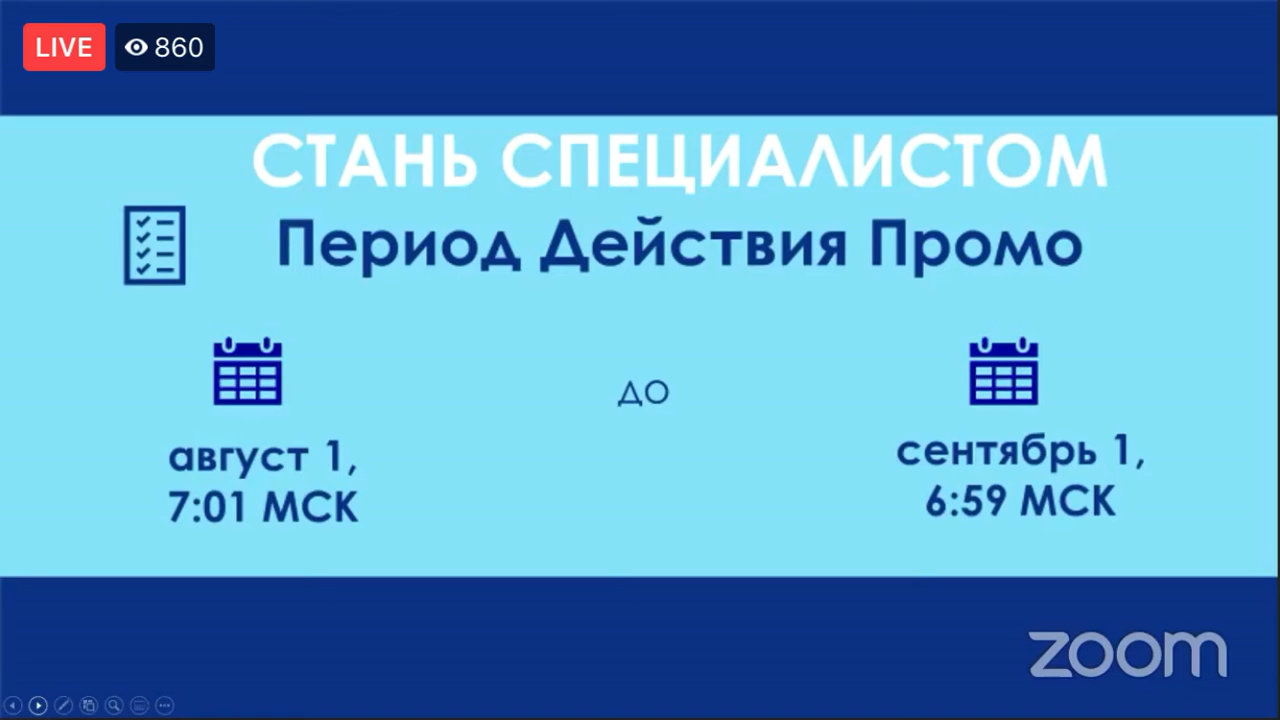 LIVE 860
СТАНЬ СПЕЦИАЛИСТОМ
Период Действия Промо
до
август 1,
7:01 МСК
сентябрь 1,
6:59 МСК
zoom